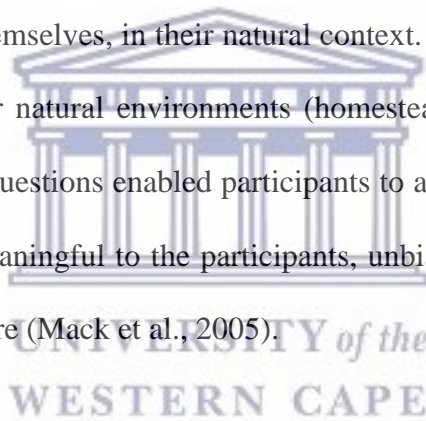 emselves, in their natural context.
r natural environments (homestea
uestions enabled participants to a
aningful to the participants, unbi
re (Mack et al., 2005).
UNIVERSITY of the
WESTERN CAPE